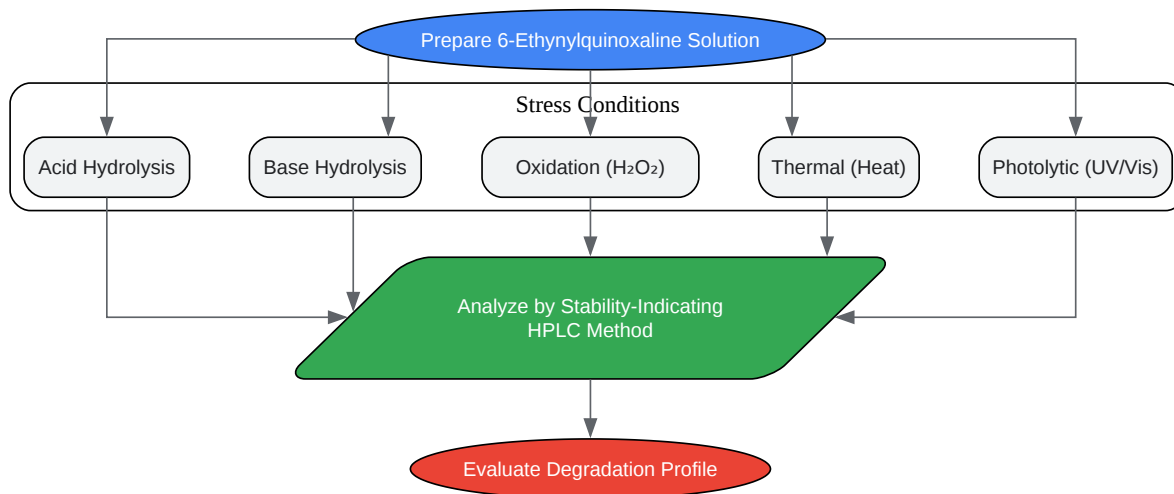 Prepare 6-Ethynylquinoxaline Solution
Stress Conditions
Acid Hydrolysis
Base Hydrolysis
Oxidation (H₂O₂)
Thermal (Heat)
Photolytic (UV/Vis)
Analyze by Stability-Indicating
HPLC Method
Evaluate Degradation Profile